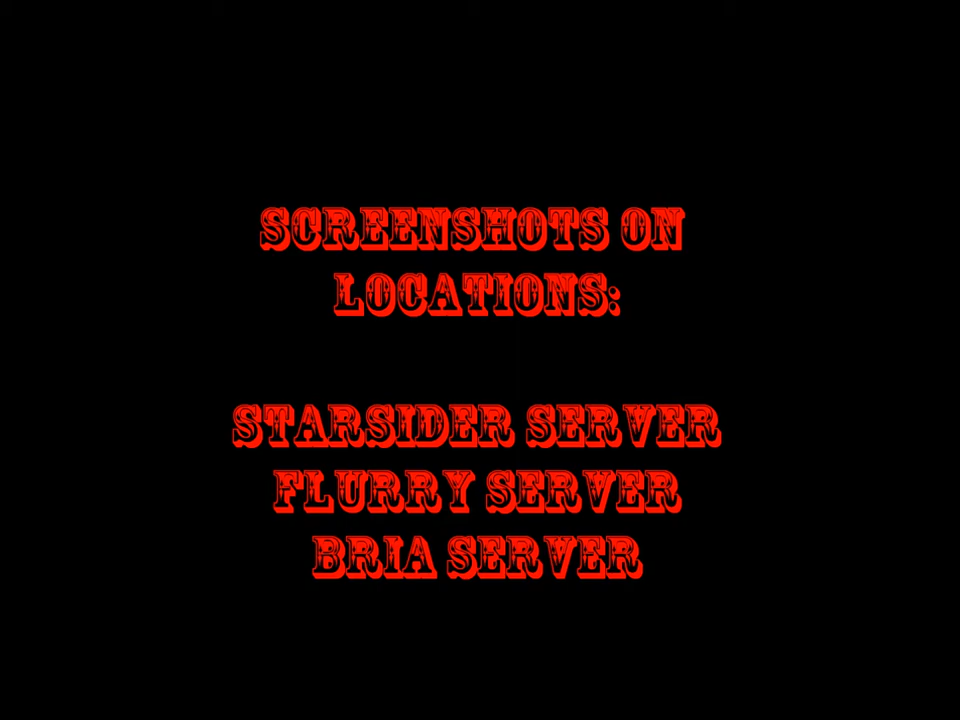 SCREENSHOTS ON
LOCATIONS:
STARSIDER SERVER
FLURRY SERVER
BRIA SERVER